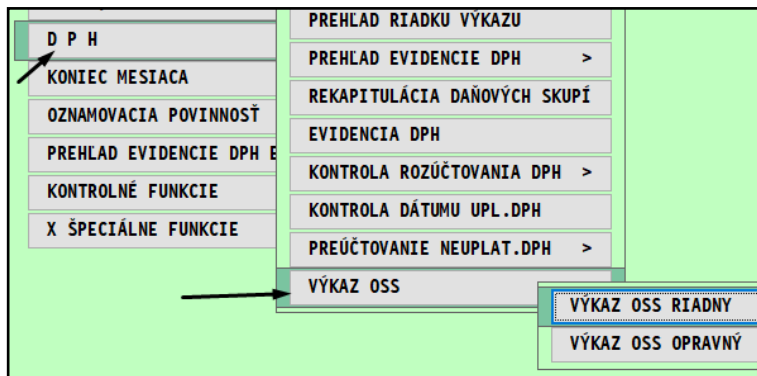 D P H
KONIEC MESIACA
OZNAMOVACIA POVINNOSŤ
PREHĽAD EVIDENCIE DPH E
KONTROLNÉ FUNKCIE
X ŠPECIÁLNE FUNKCIE
PREHĽAD RIADKU VÝKAZU
PREHĽAD EVIDENCIE DPH >
REKAPITULÁCIA DAŇOVÝCH SKUPÍ
EVIDENCIA DPH
KONTROLA ROZÚČTOVANIA DPH >
KONTROLA DÁTUMU UPL.DPH
PREÚČTOVANIE NEUPLAT.DPH >
VÝKAZ OSS
VÝKAZ OSS RIADNY
VÝKAZ OSS OPRAVNÝ